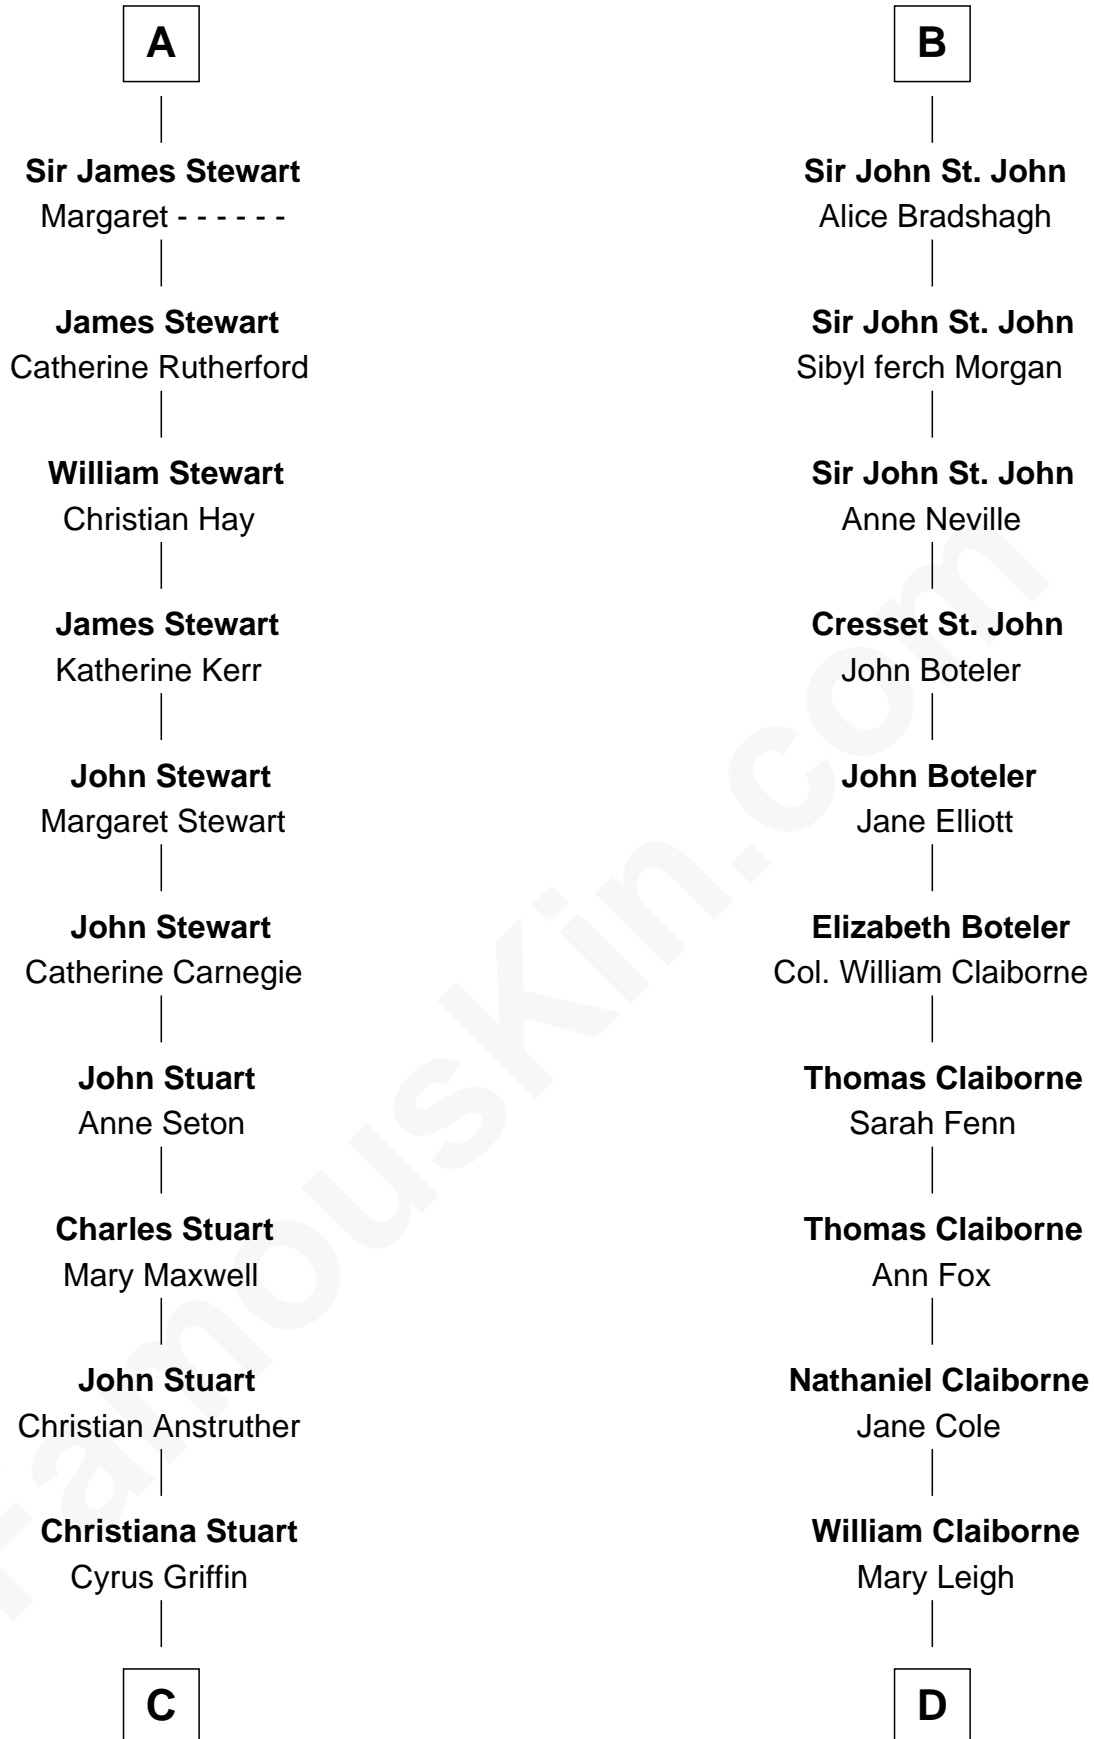 A
Sir James Stewart
Margaret - - - - - -
James Stewart
Catherine Rutherford
William Stewart
Christian Hay
James Stewart
Katherine Kerr
John Stewart
Margaret Stewart
John Stewart
Catherine Carnegie
John Stuart
Anne Seton
Charles Stuart
Mary Maxwell
John Stuart
Christian Anstruther
Christiana Stuart
Cyrus Griffin
C
B
Sir John St. John
Alice Bradshagh
Sir John St. John
Sibyl ferch Morgan
Sir John St. John
Anne Neville
Cresset St. John
John Boteler
John Boteler
Jane Elliott
Elizabeth Boteler
Col. William Claiborne
Thomas Claiborne
Sarah Fenn
Thomas Claiborne
Ann Fox
Nathaniel Claiborne
Jane Cole
William Claiborne
Mary Leigh
D
FamousKin.com